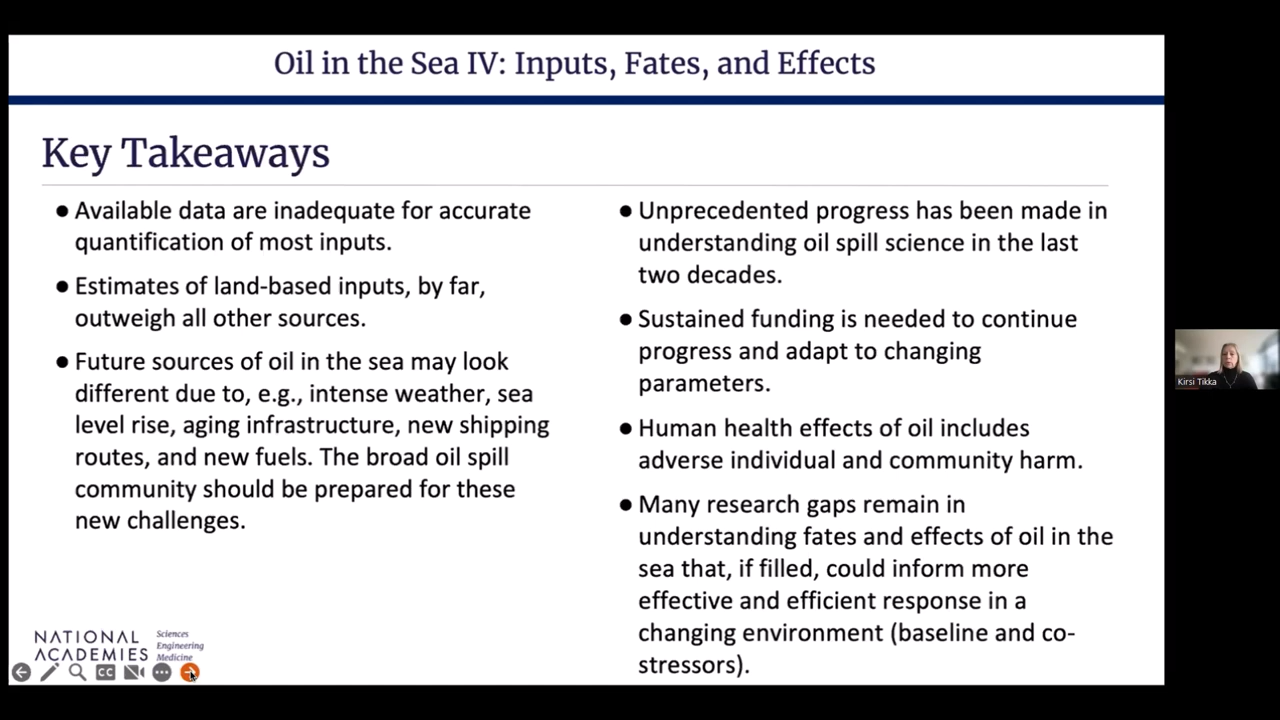 Oil in the Sea IV: Inputs, Fates, and Effects
Key Takeaways
● Available data are inadequate for accurate
quantification of most inputs.
● Estimates of land-based inputs, by far,
outweigh all other sources.
● Future sources of oil in the sea may look
different due to, e.g., intense weather, sea
level rise, aging infrastructure, new shipping
routes, and new fuels. The broad oil spill
community should be prepared for these
new challenges.
● Unprecedented progress has been made in
understanding oil spill science in the last
two decades.
● Sustained funding is needed to continue
progress and adapt to changing
parameters.
● Human health effects of oil includes
adverse individual and community harm.
● Many research gaps remain in
understanding fates and effects of oil in the
sea that, if filled, could inform more
effective and efficient response in a
changing environment (baseline and co-
stressors).
NATIONAL
ACADEMIES
Sciences
Engineering
Medicine
CC
Kirsi Tikka